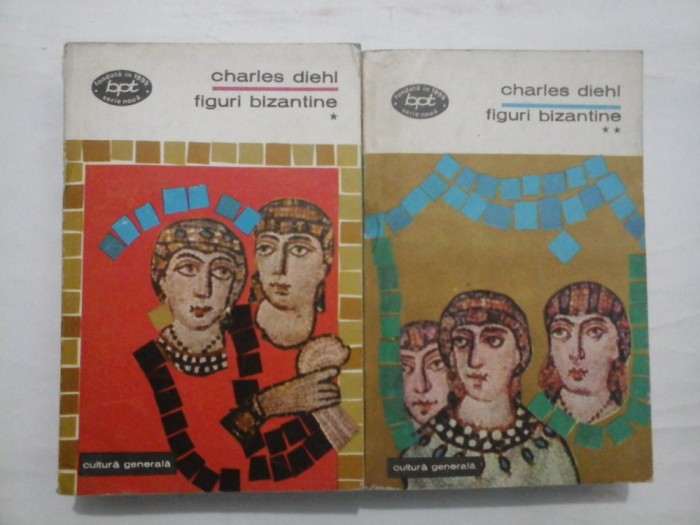 fondată în 1895
bpt
serie nouă
charles diehl
figuri bizantine
*
cultură generală
fondată în 1895
bpt
serie nouă
charles diehl
figuri bizantine
**
cultură generală